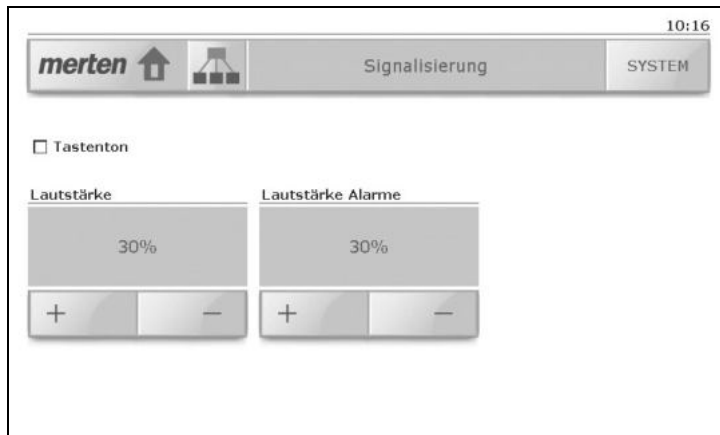 10:16
merten Signalisierung SYSTEM
Tastenton
Lautstärke Lautstärke Alarme
30% 30%
+ − + −